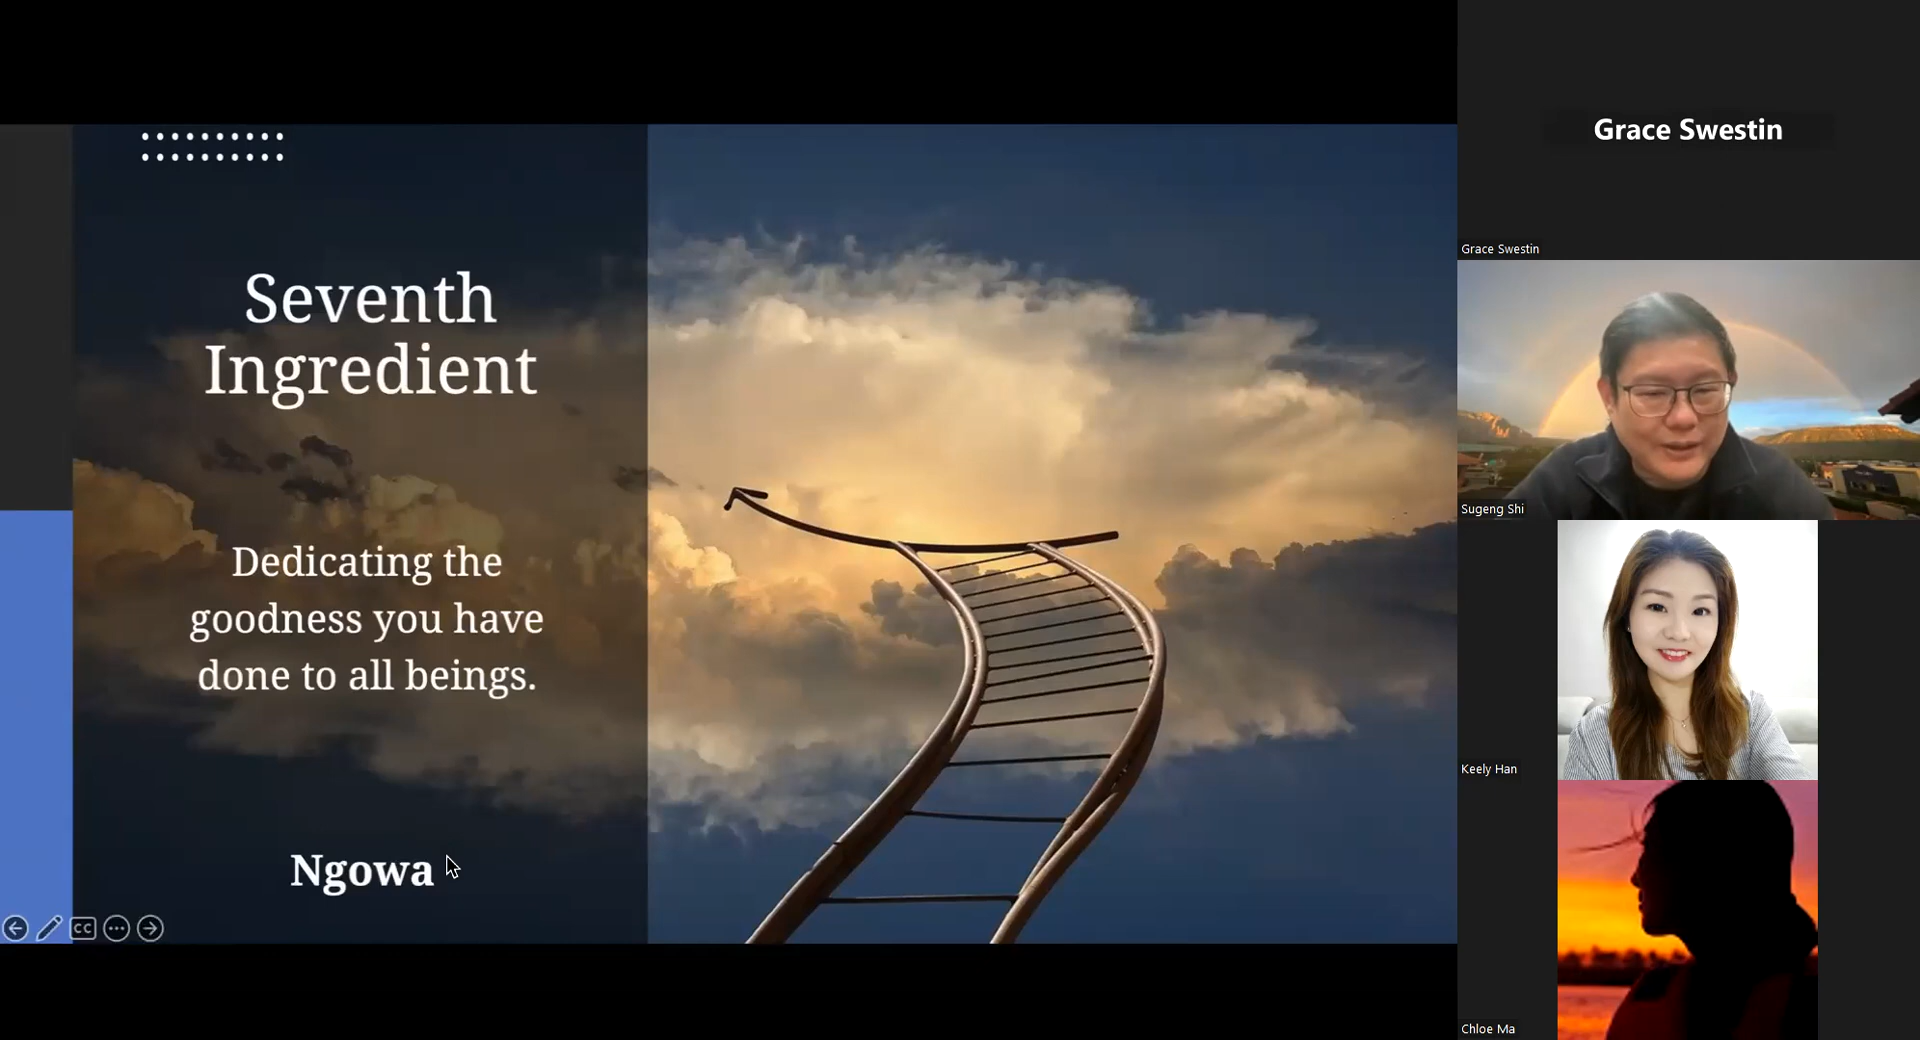 Seventh
Ingredient
Dedicating the
goodness you have
done to all beings.
Ngowa
CC
Grace Swestin
Grace Swestin
Sugeng Shi
Keely Han
Chloe Ma